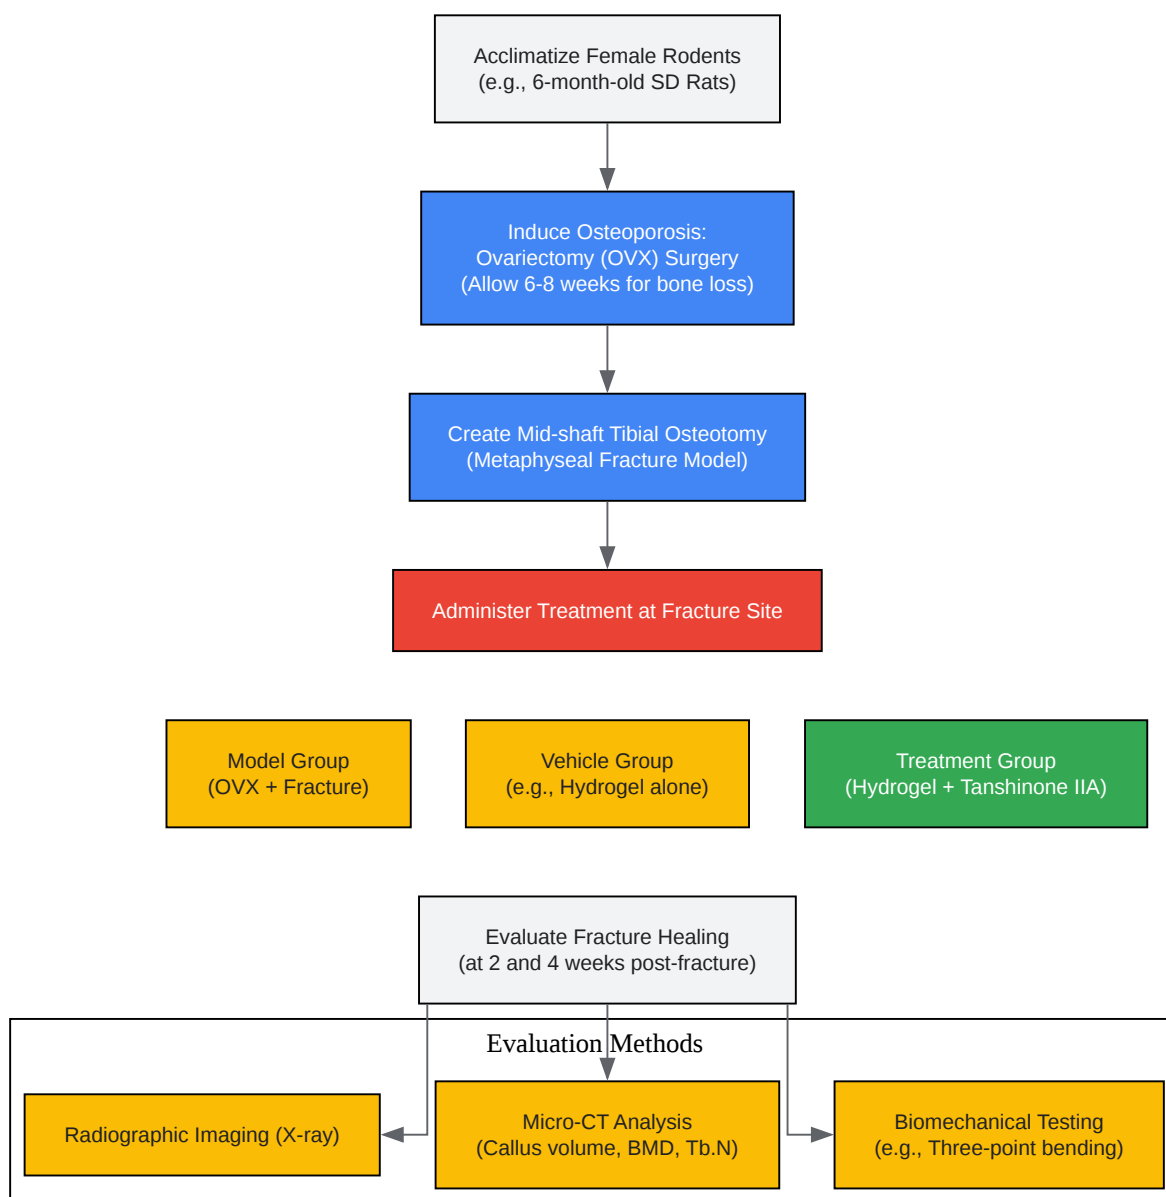 Acclimatize Female Rodents
(e.g., 6-month-old SD Rats)
Induce Osteoporosis:
Ovariectomy (OVX) Surgery
(Allow 6-8 weeks for bone loss)
Create Mid-shaft Tibial Osteotomy
(Metaphyseal Fracture Model)
Administer Treatment at Fracture Site
Model Group
(OVX + Fracture)
Vehicle Group
(e.g., Hydrogel alone)
Treatment Group
(Hydrogel + Tanshinone IIA)
Evaluate Fracture Healing
(at 2 and 4 weeks post-fracture)
Evaluation Methods
Radiographic Imaging (X-ray)
Micro-CT Analysis
(Callus volume, BMD, Tb.N)
Biomechanical Testing
(e.g., Three-point bending)